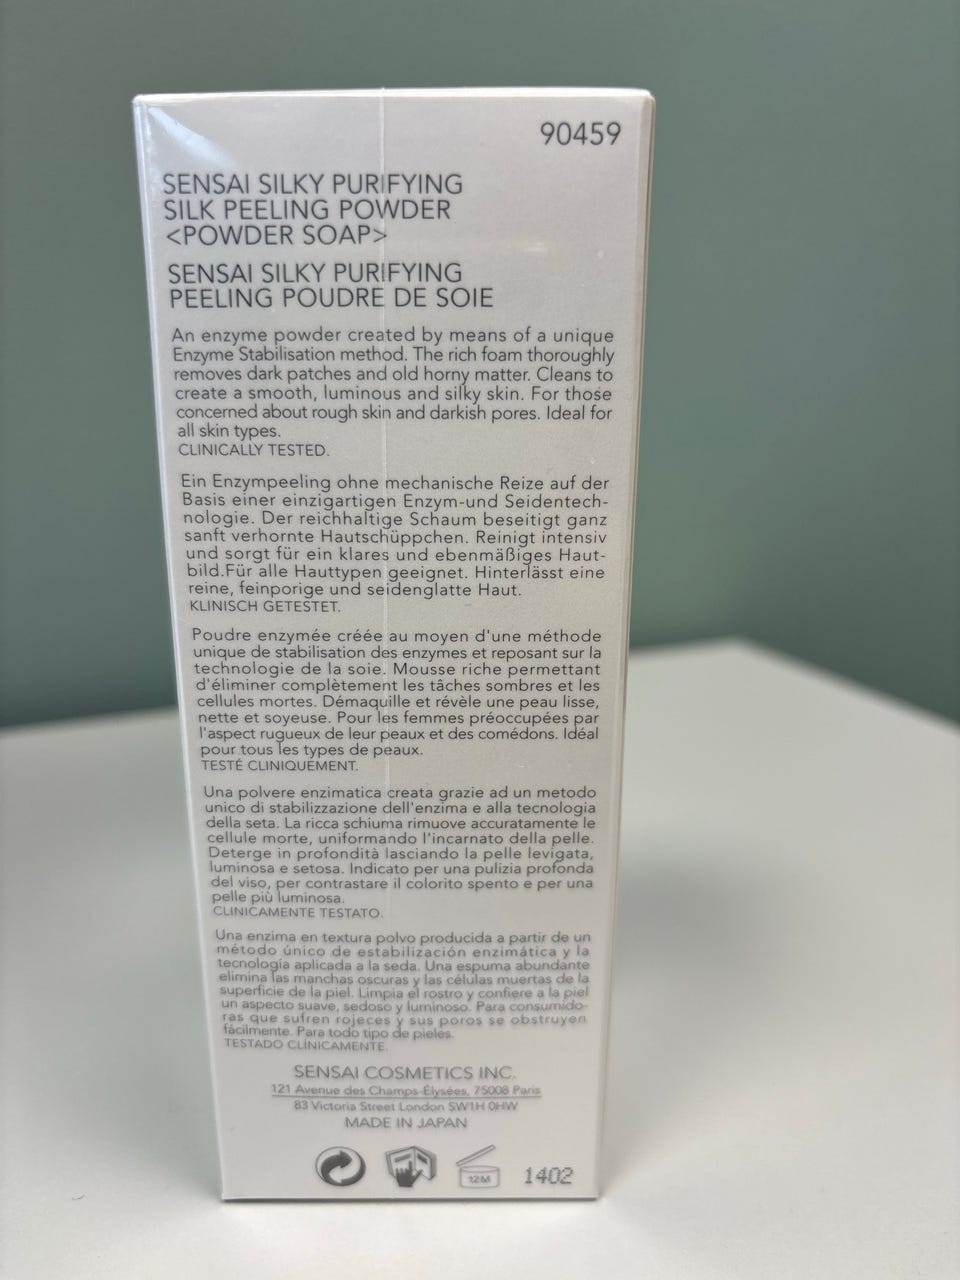 90459
SENSAI SILKY PURIFYING
SILK PEELING POWDER
<POWDER SOAP>
SENSAI SILKY PURIFYING
PEELING POUDRE DE SOIE
An enzyme powder created by means of a unique
Enzyme Stabilisation method. The rich foam thoroughly
removes dark patches and old horny matter. Cleans to
create a smooth, luminous and silky skin. For those
concerned about rough skin and darkish pores. Ideal for
all skin types.
CLINICALLY TESTED.
Ein Enzympeeling ohne mechanische Reize auf der
Basis einer einzigartigen Enzym-und Seidentech-
nologie. Der reichhaltige Schaum beseitigt ganz
sanft verhornte Hautschüppchen. Reinigt intensiv
und sorgt für ein klares und ebenmäßiges Haut-
bild.Für alle Hauttypen geeignet. Hinterlässt eine
reine, feinporige und seidenglatte Haut.
KLINISCH GETESTET.
Poudre enzymée créée au moyen d'une méthode
unique de stabilisation des enzymes et reposant sur la
technologie de la soie. Mousse riche permettant
d'éliminer complètement les tâches sombres et les
cellules mortes. Démaquille et révèle une peau lisse,
nette et soyeuse. Pour les femmes préoccupées par
l'aspect rugueux de leur peau et des comédons. Idéal
pour tous les types de peaux.
TESTÉ CLINIQUEMENT.
Una polvere enzimatica creata grazie ad un metodo
unico di stabilizzazione dell'enzima e alla tecnologia
della seta. La ricca schiuma rimuove accuratamente le
cellule morte, uniformando l'incarnato della pelle.
Deterge in profondità lasciando la pelle levigata,
luminosa e setosa. Indicato per una pulizia profonda
del viso, per contrastare il colorito spento e per una
pelle più luminosa.
CLINICAMENTE TESTATO.
Una enzima en textura polvo producida a partir de un
método único de estabilización enzimática y la
tecnología aplicada a la seda. Una espuma abundante
elimina las manchas oscuras y las células muertas de la
superficie de la piel. Limpia el rostro y confiere a la piel
un aspecto suave, sedoso y luminoso. Para consumido-
ras que sufren rojeces y sus poros se obstruyen
fácilmente. Para todo tipo de pieles.
TESTADO CLÍNICAMENTE.
SENSAI COSMETICS INC.
121 Avenue des Champs-Élysées, 75008 Paris
83 Victoria Street London SW1H 0HW
MADE IN JAPAN
12M 1402